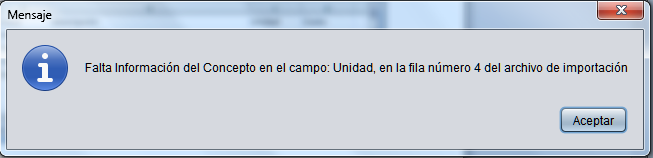 Mensaje
Falta Información del Concepto en el campo: Unidad, en la fila número 4 del archivo de importación
Aceptar